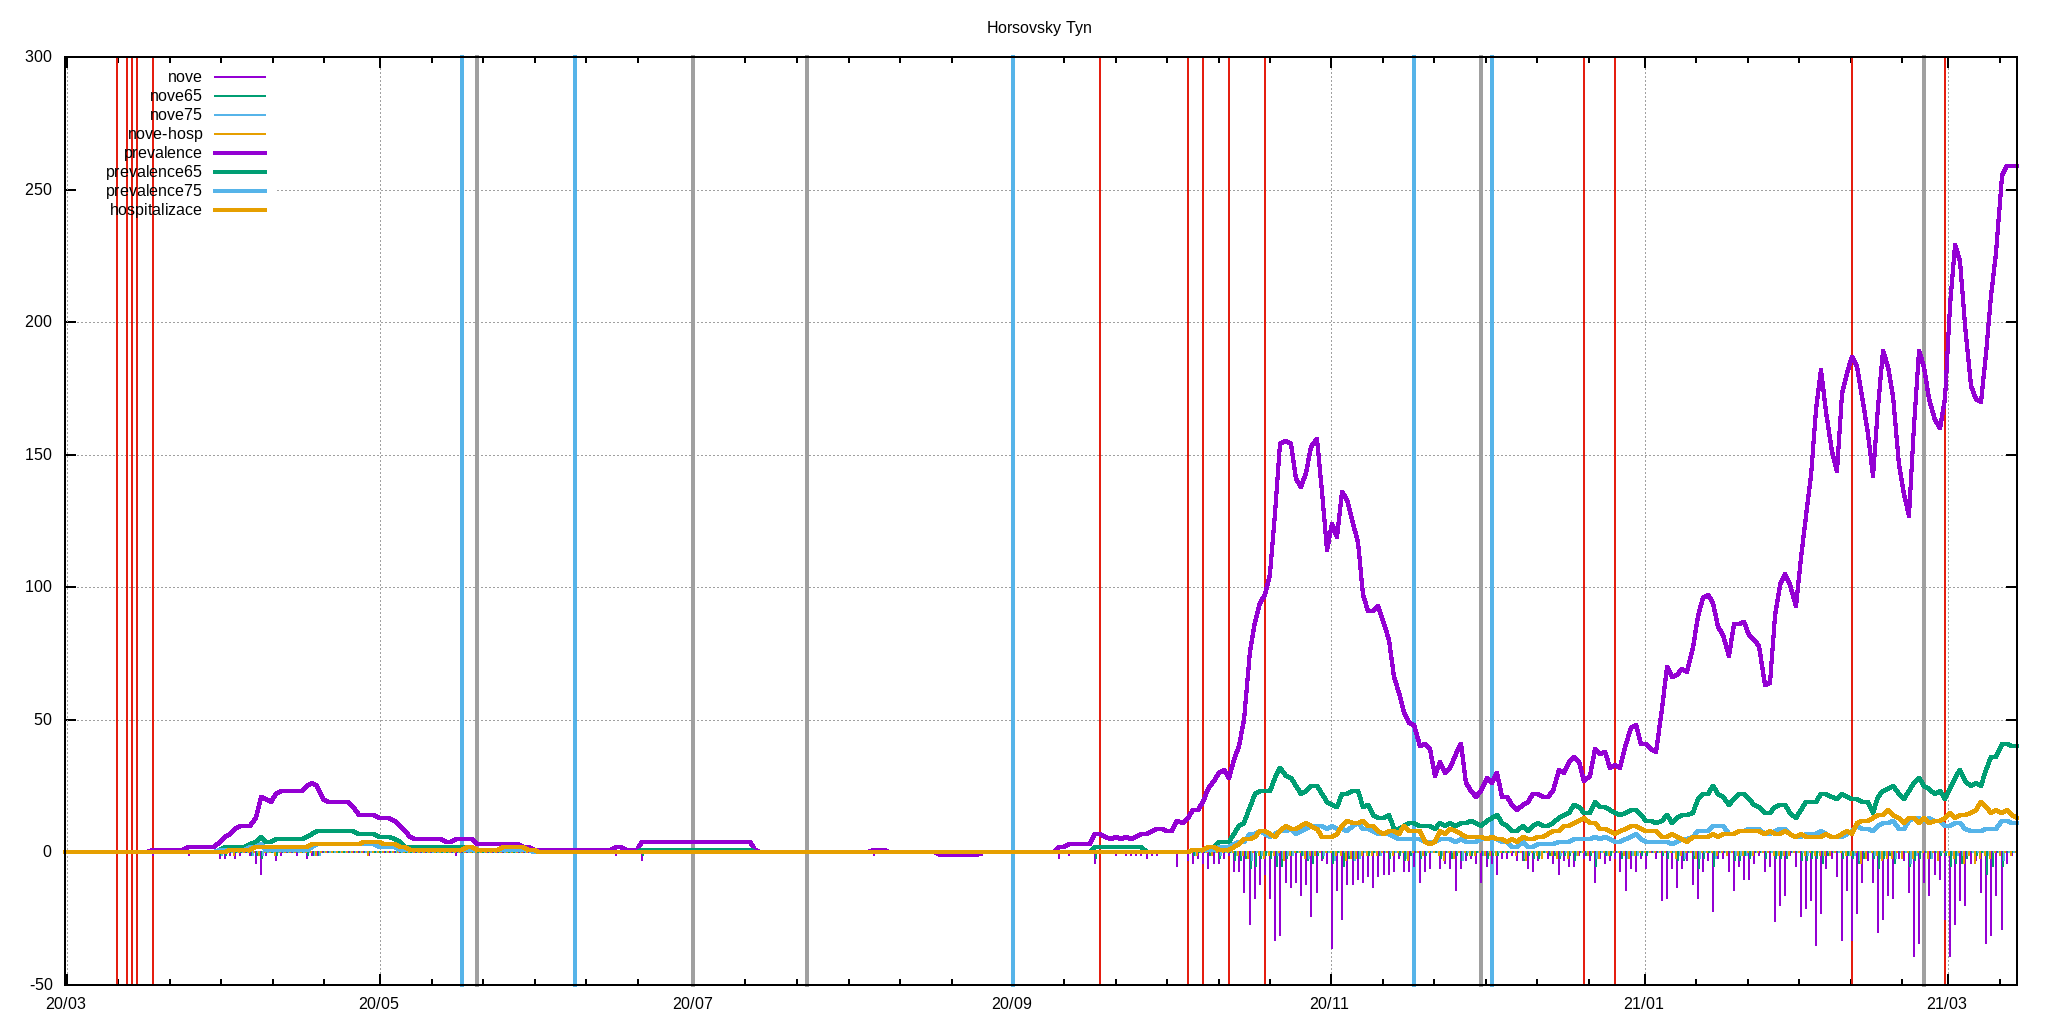 Horsovsky Tyn
300
250
200
150
100
50
0
-50
nove
nove65
nove75
nove-hosp
prevalence
prevalence65
prevalence75
hospitalizace
20/03 20/05 20/07 20/09 20/11 21/01 21/03